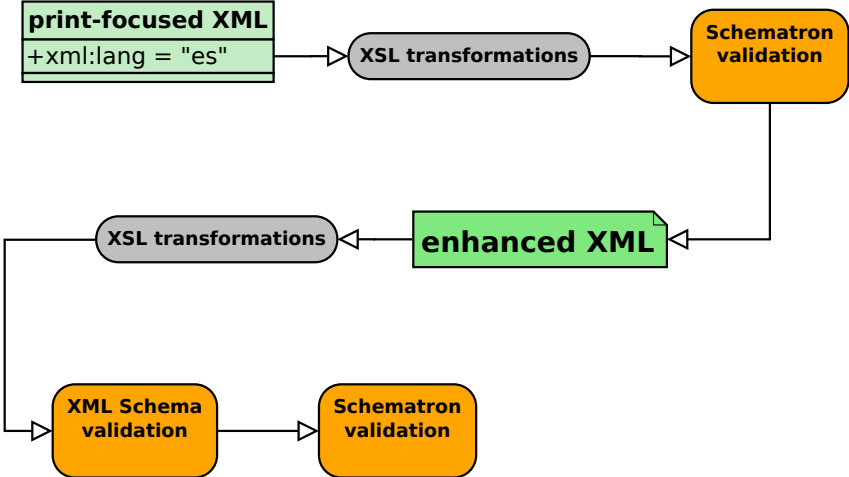 print-focused XML
+xml:lang = "es"
XSL transformations
Schematron
validation
enhanced XML
XSL transformations
XML Schema
validation
Schematron
validation